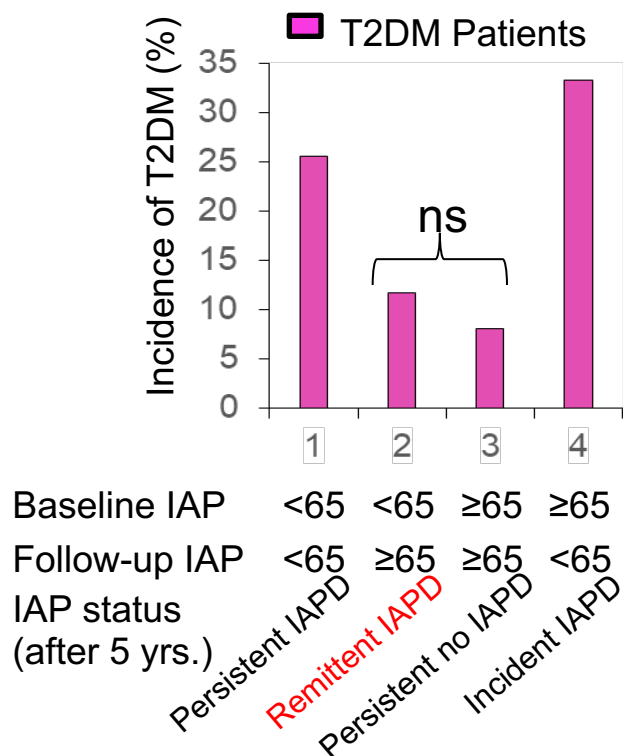 T2DM Patients
Incidence of T2DM (%)
35
30
25
20
15
10
5
0
ns
1 2 3 4
Baseline IAP <65 <65 ≥65 ≥65
Follow-up IAP <65 ≥65 ≥65 <65
IAP status
(after 5 yrs.)
Persistent IAPD
Remittent IAPD
Persistent no IAPD
Incident IAPD